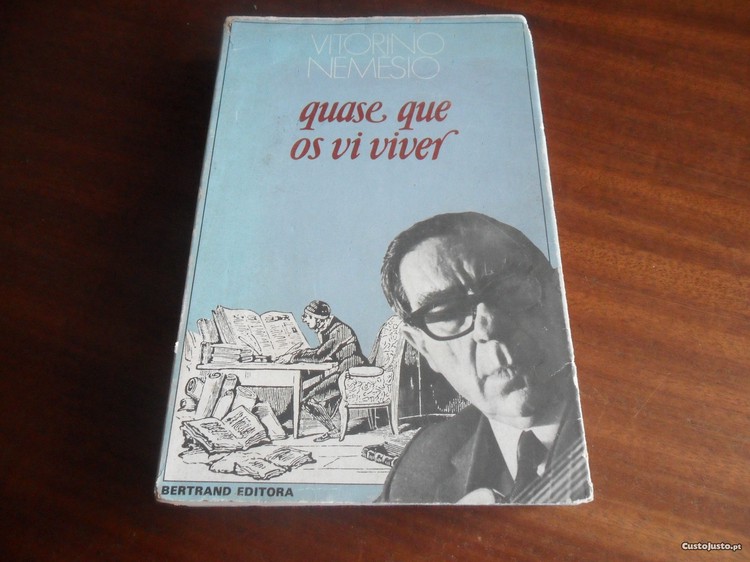 VITORINO
NEMÉSIO
quase que
os vi viver
BERTRAND EDITORA
CustoJusto.pt